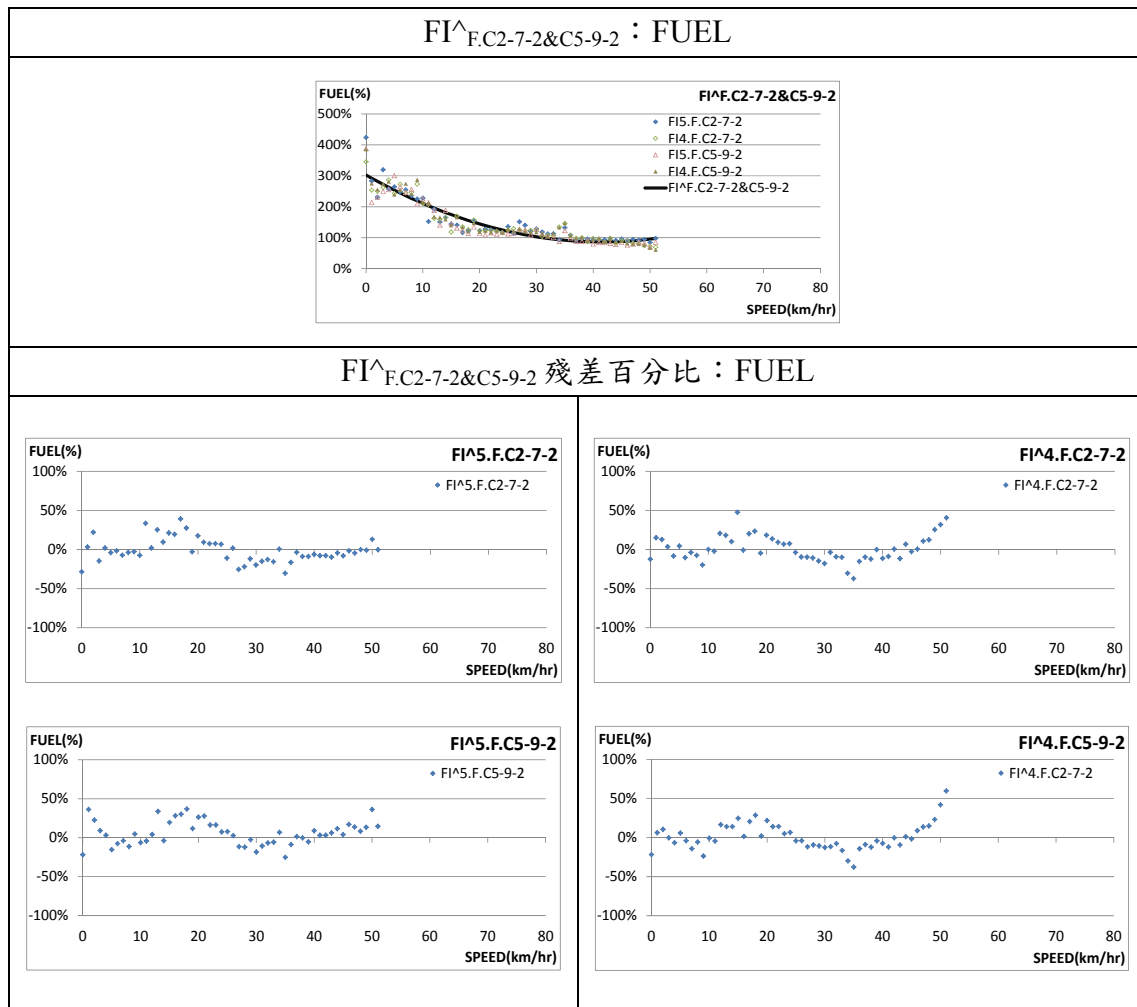 FI^F.C2-7-2&C5-9-2：FUEL
FUEL(%)
FI^F.C2-7-2&C5-9-2
500%
400%
300%
200%
100%
0%
FI5.F.C2-7-2
FI4.F.C2-7-2
FI5.F.C5-9-2
FI4.F.C5-9-2
FI^F.C2-7-2&C5-9-2
0 10 20 30 40 50 60 70 80
SPEED(km/hr)
FI^F.C2-7-2&C5-9-2 殘差百分比：FUEL
FUEL(%)
FI^5.F.C2-7-2
100%
50%
0%
-50%
-100%
FI^5.F.C2-7-2
0 10 20 30 40 50 60 70 80
SPEED(km/hr)
FUEL(%)
FI^4.F.C2-7-2
100%
50%
0%
-50%
-100%
FI^4.F.C2-7-2
0 10 20 30 40 50 60 70 80
SPEED(km/hr)
FUEL(%)
FI^5.F.C5-9-2
100%
50%
0%
-50%
-100%
FI^5.F.C5-9-2
0 10 20 30 40 50 60 70 80
SPEED(km/hr)
FUEL(%)
FI^4.F.C5-9-2
100%
50%
0%
-50%
-100%
FI^4.F.C2-7-2
0 10 20 30 40 50 60 70 80
SPEED(km/hr)